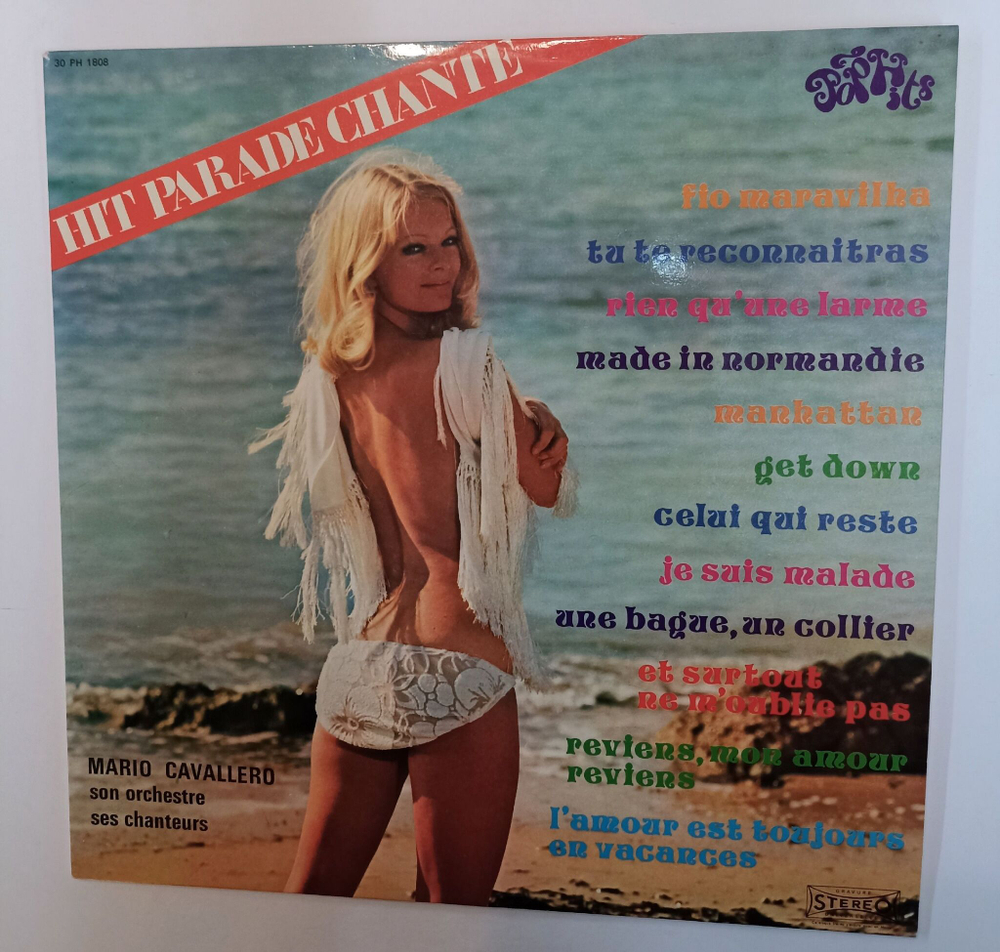 30 PH 1808
HIT PARADE CHANTE
POP Hits
fio maravilha
tu te reconnaitras
rien qu'une larme
made in normandie
manhattan
get down
celui qui reste
je suis malade
une bague, un collier
et surtout
ne m'oublie pas
reviens, mon amour
reviens
l'amour est toujours
en vacances
MARIO CAVALLERO
son orchestre
ses chanteurs
GRAVURE
STEREO